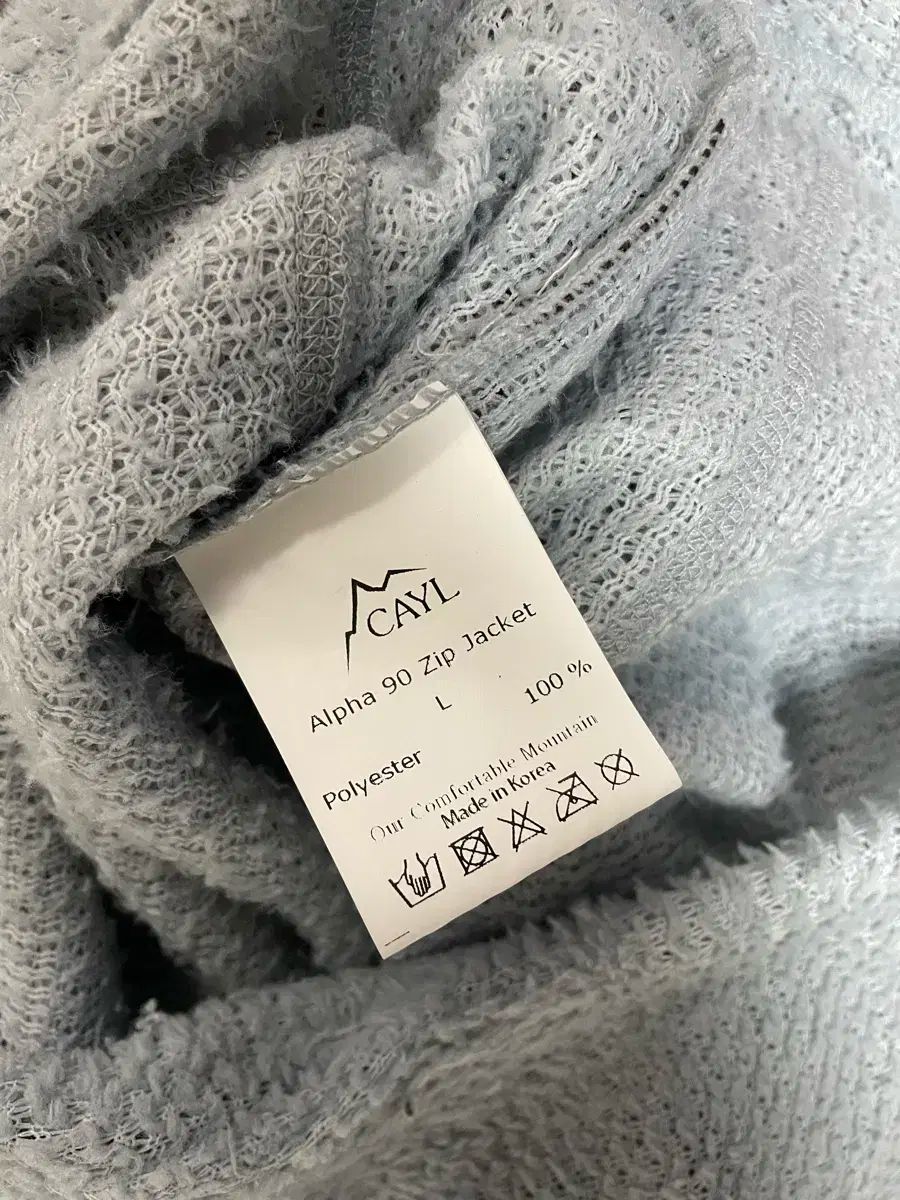 CAYL
Alpha 90 Zip Jacket
L
Polyester 100 %
Our Comfortable Mountain
Made in Korea